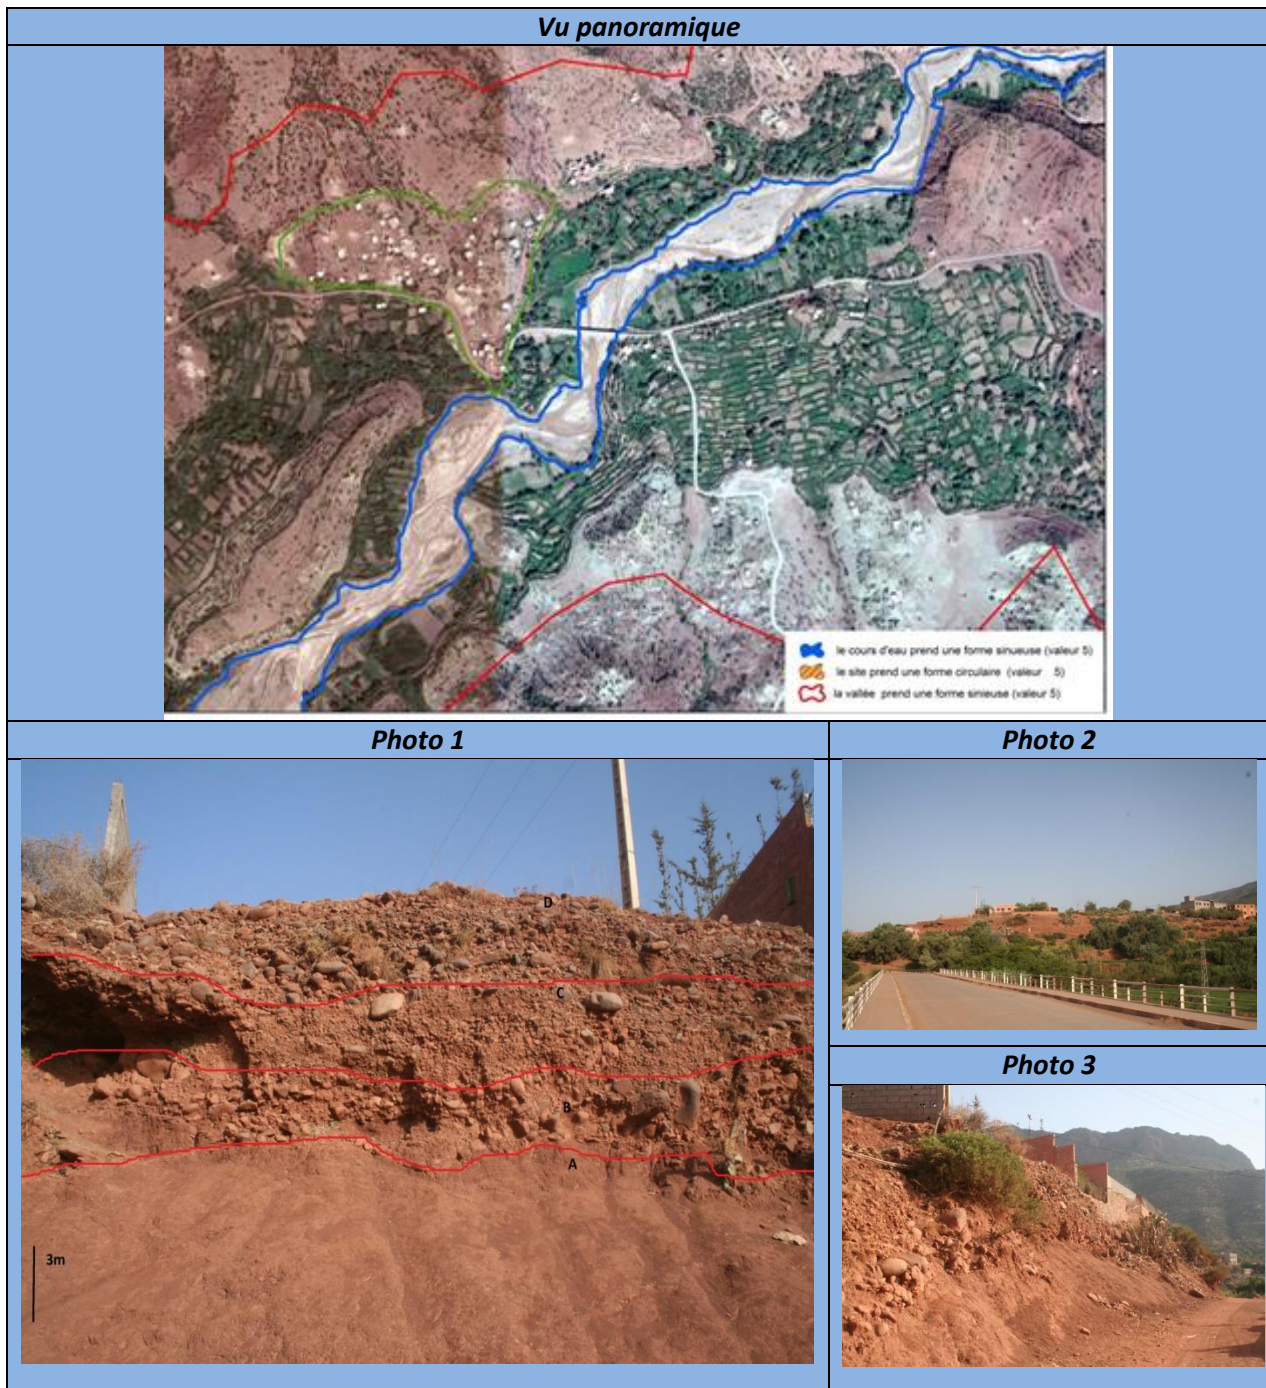 Vu panoramique
le cours d'eau prend une forme sinueuse (valeur 5)
le site prend une forme circulaire (valeur 5)
la vallée prend une forme sinieuse (valeur 5)
Photo 1
Photo 2
D
C
B
A
3m
Photo 3